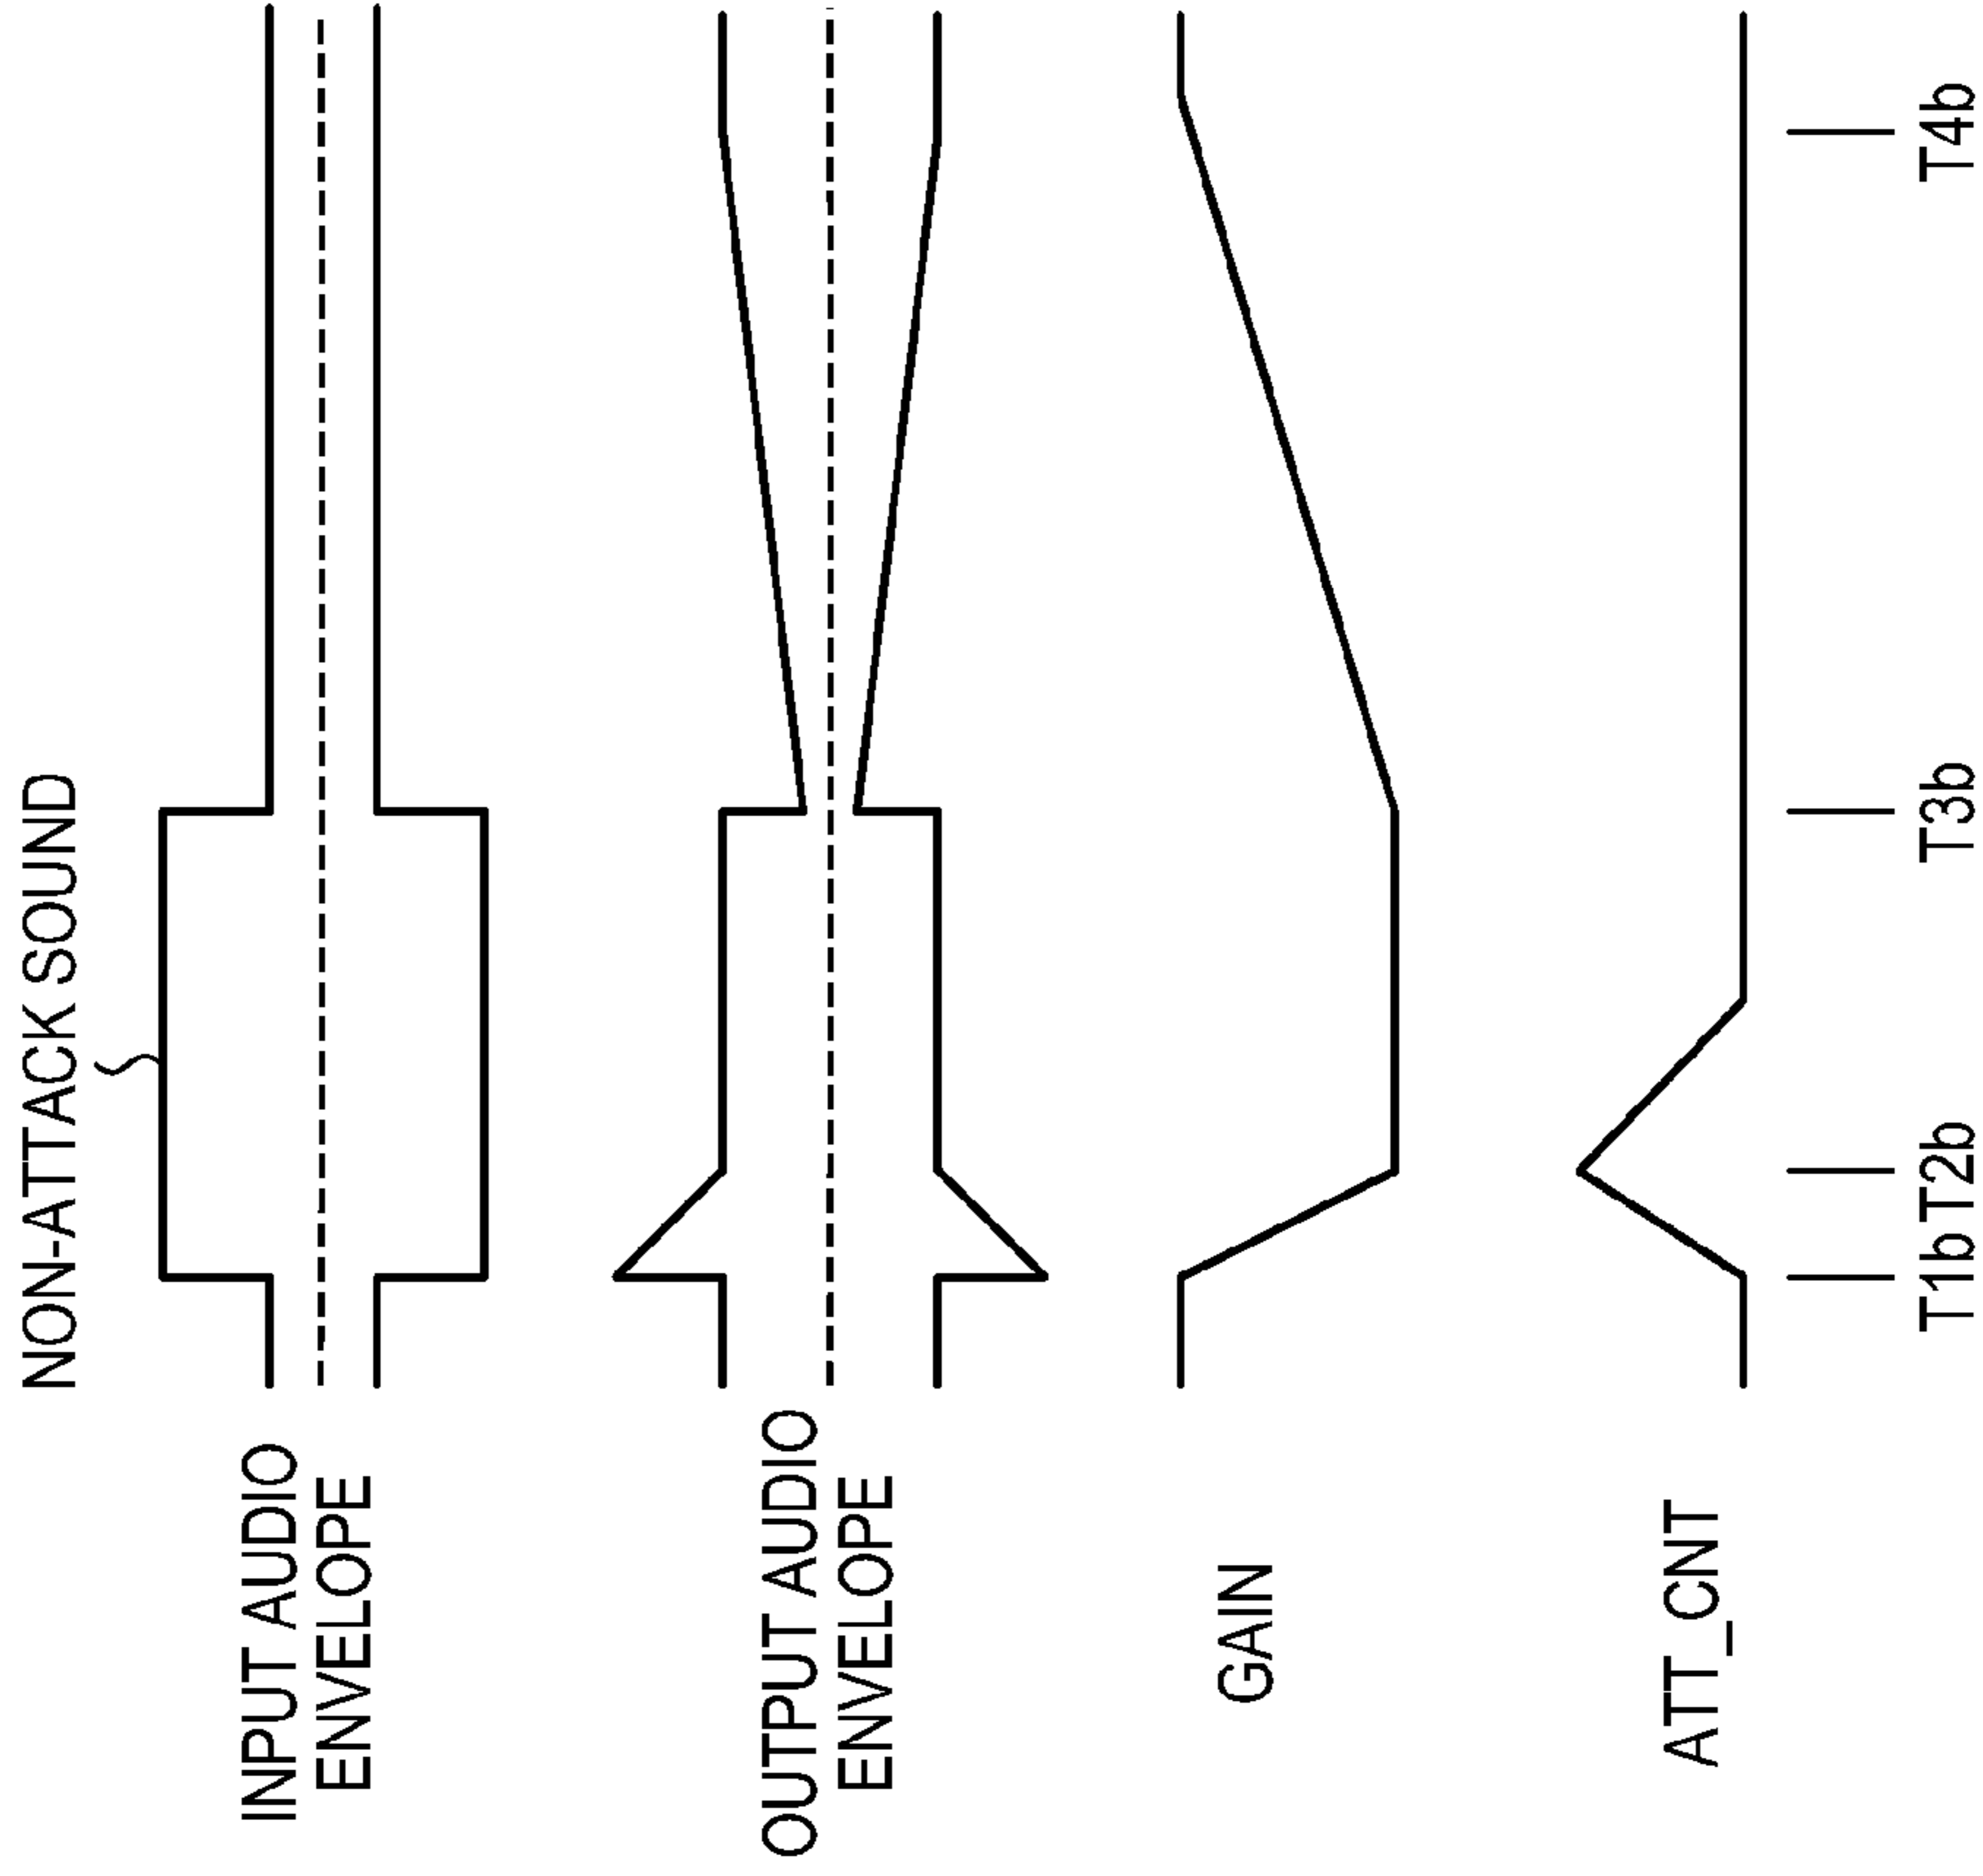 NON-ATTACK SOUND
INPUT AUDIO
ENVELOPE
OUTPUT AUDIO
ENVELOPE
GAIN
ATT_CNT
T1b T2b T3b T4b